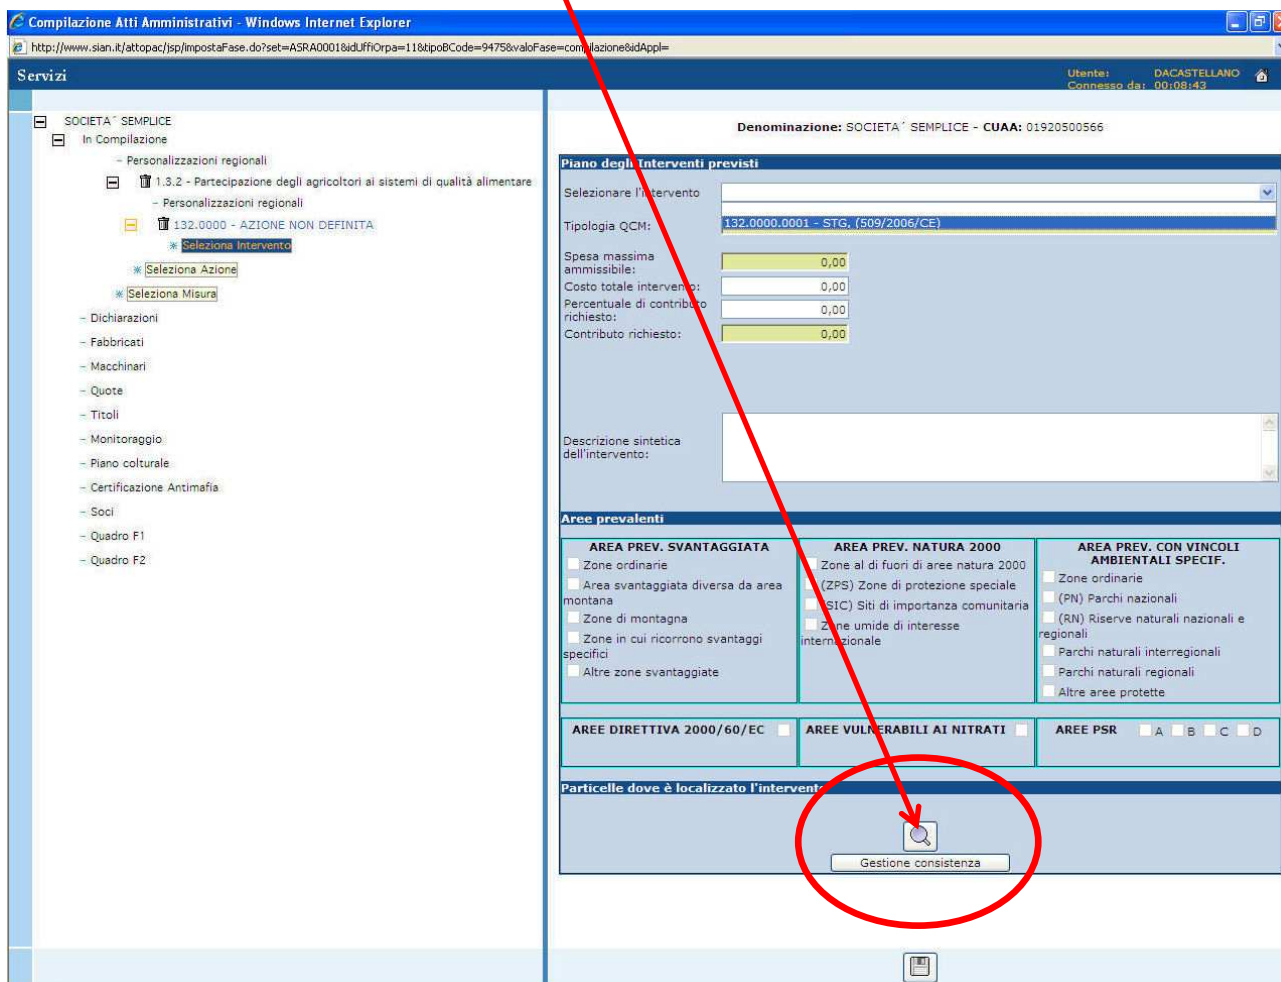 Compilazione Atti Amministrativi - Windows Internet Explorer
http://www.sian.it/attopac/jsp/impostaFase.do?set=ASRA0001&idUffiOrpa=11&tipoBCode=9475&valoFase=compilazione&idAppl=
Servizi
Utente: DACASTELLANO
Connesso da: 00:08:43
SOCIETA´ SEMPLICE
In Compilazione
- Personalizzazioni regionali
1.3.2 - Partecipazione degli agricoltori ai sistemi di qualità alimentare
- Personalizzazioni regionali
132.0000 - AZIONE NON DEFINITA
Seleziona Intervento
Seleziona Azione
Seleziona Misura
- Dichiarazioni
- Fabbricati
- Macchinari
- Quote
- Titoli
- Monitoraggio
- Piano colturale
- Certificazione Antimafia
- Soci
- Quadro F1
- Quadro F2
Denominazione: SOCIETA´ SEMPLICE - CUAA: 01920500566
Piano degli Interventi previsti
Selezionare l'intervento
Tipologia QCM:
132.0000.0001 - STG, (509/2006/CE)
Spesa massima
ammissibile:
0,00
Costo totale intervento:
0,00
Percentuale di contributo
richiesto:
0,00
Contributo richiesto:
0,00
Descrizione sintetica
dell'intervento:
Aree prevalenti
AREA PREV. SVANTAGGIATA
Zone ordinarie
Area svantaggiata diversa da area
montana
Zone di montagna
Zone in cui ricorrono svantaggi
specifici
Altre zone svantaggiate
AREA PREV. NATURA 2000
Zone al di fuori di aree natura 2000
(ZPS) Zone di protezione speciale
(SIC) Siti di importanza comunitaria
Zone umide di interesse
internazionale
AREA PREV. CON VINCOLI
AMBIENTALI SPECIF.
Zone ordinarie
(PN) Parchi nazionali
(RN) Riserve naturali nazionali e
regionali
Parchi naturali interregionali
Parchi naturali regionali
Altre aree protette
AREE DIRETTIVA 2000/60/EC
AREE VULNERABILI AI NITRATI
AREE PSR A B C D
Particelle dove è localizzato l'intervento
Gestione consistenza